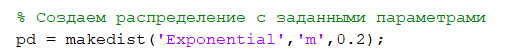 % Создаем распределение с заданными параметрами
pd = makedist('Exponential','m',0.2);